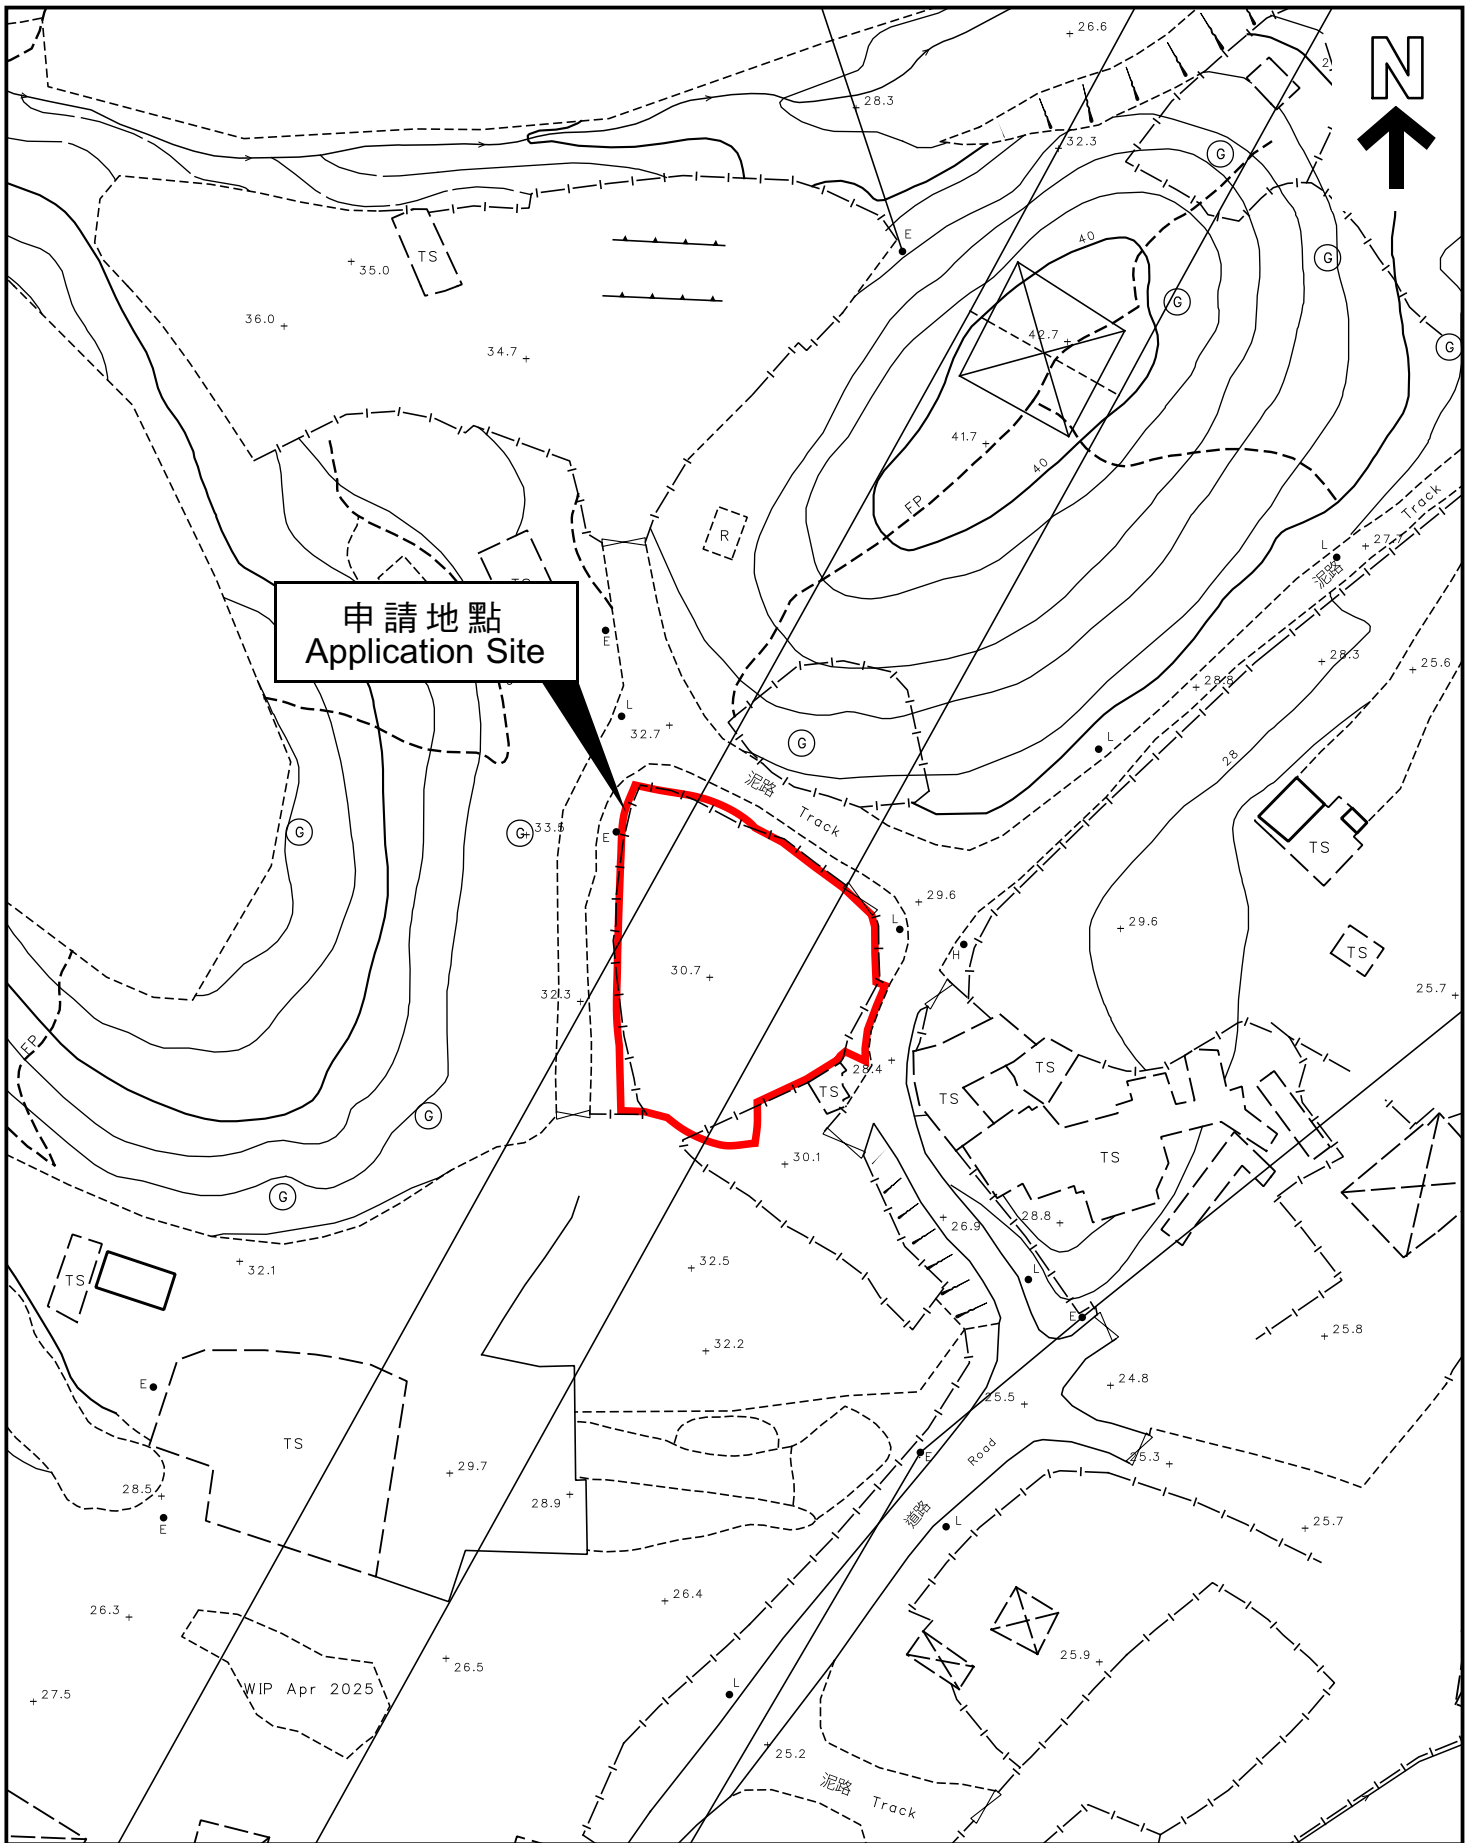 26.6
N
28.3
32.3
G
E
40
TS
35.0
G
G
36.0
42.7
34.7
G
41.7
40
FP
Track
R
L
27.7
泥路
申請地點
Application Site
E
28.3
25.6
28.8
L
32.7
G
L
28
泥路
Track
G
G
33.5
E
TS
29.6
L
29.6
H
TS
30.7
25.7
32.3
FP
28.4
TS
TS
TS
G
TS
30.1
G
28.8
26.9
32.1
32.5
L
TS
E
25.8
32.2
E
24.8
25.5
TS
Road
E
25.3
29.7
28.5
28.9
道路
L
25.7
E
26.4
26.3
25.9
26.5
WIP Apr 2025
L
27.5
25.2
泥路
Track